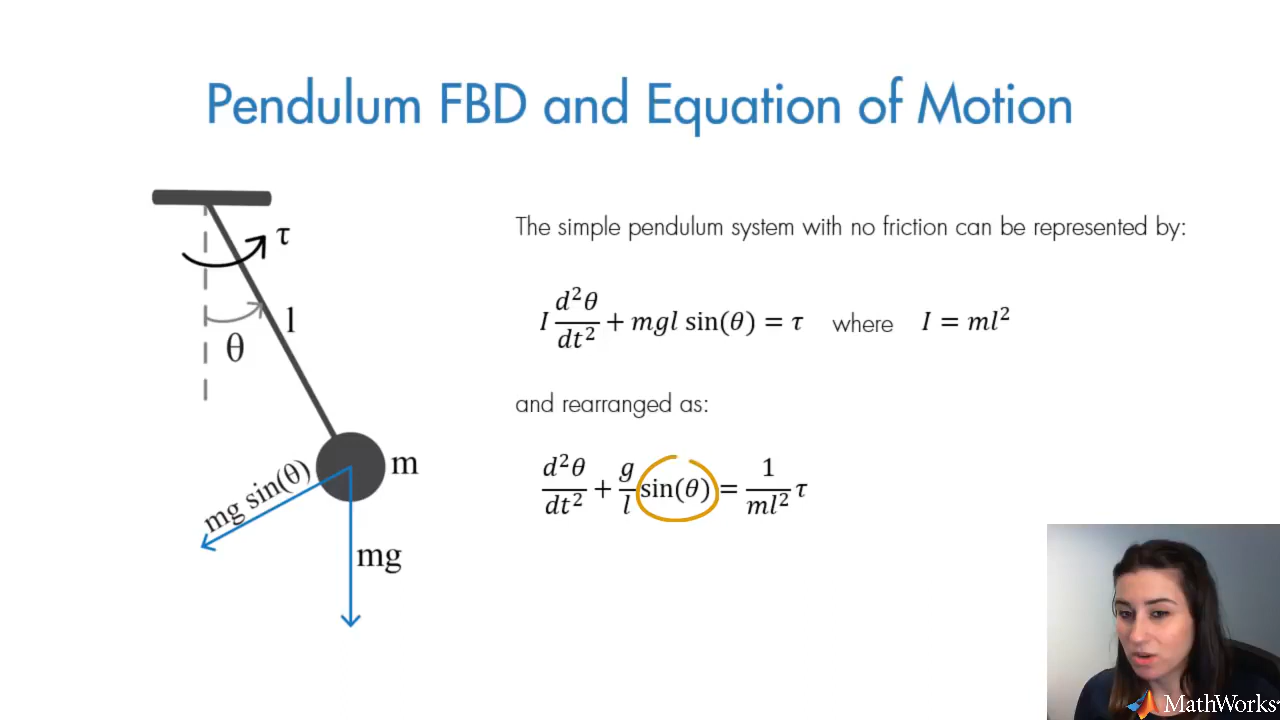 Pendulum FBD and Equation of Motion
τ
The simple pendulum system with no friction can be represented by:
l
θ
I d²θ/dt² + mgl sin(θ) = τ where I = ml²
and rearranged as:
mg sin(θ)
m
d²θ/dt² + g/l sin(θ) = 1/ml² τ
mg
MathWorks